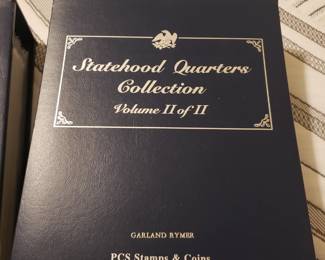 Statehood Quarters
Collection
Volume II of II
GARLAND RYMER
PCS Stamps & Coins